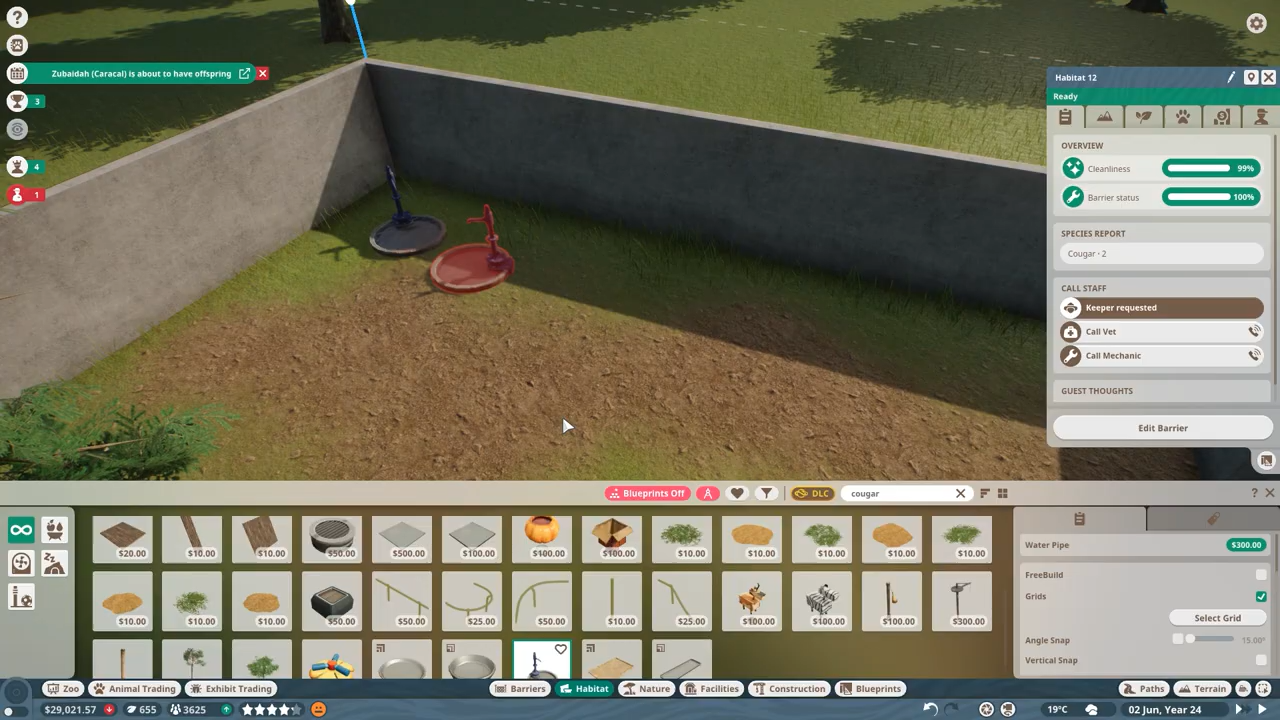 ?
Zubaidah (Caracal) is about to have offspring
3
4
1
Habitat 12
Ready
OVERVIEW
Cleanliness 99%
Barrier status 100%
SPECIES REPORT
Cougar · 2
CALL STAFF
Keeper requested
Call Vet
Call Mechanic
GUEST THOUGHTS
Edit Barrier
Blueprints Off DLC cougar ?
$20.00 $10.00 $10.00 $50.00 $500.00 $100.00 $100.00 $100.00 $10.00 $10.00 $10.00 $10.00 $10.00
$10.00 $10.00 $10.00 $50.00 $50.00 $25.00 $50.00 $10.00 $25.00 $100.00 $100.00 $100.00 $300.00
Water Pipe $300.00
FreeBuild
Grids
Select Grid
Angle Snap 15.00°
Vertical Snap
Zoo Animal Trading Exhibit Trading Barriers Habitat Nature Facilities Construction Blueprints Paths Terrain
$29,021.57 655 3625 19°C 02 Jun, Year 24